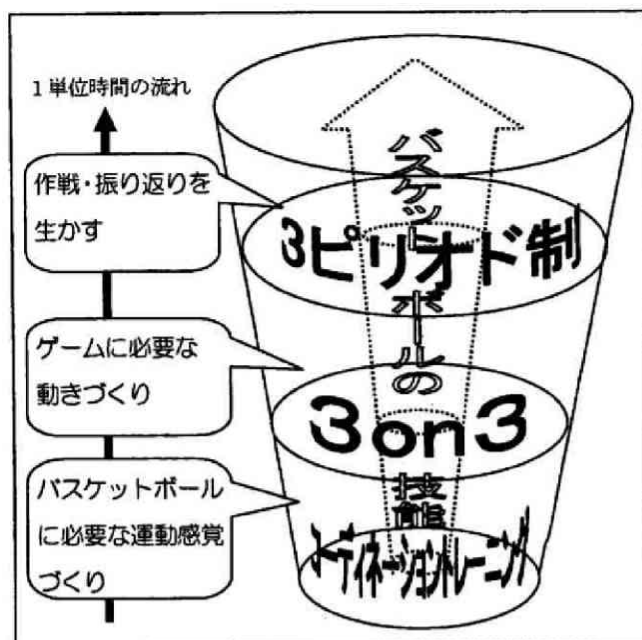 1単位時間の流れ
作戦・振り返りを
生かす
ゲームに必要な
動きづくり
バスケットボール
に必要な運動感覚
づくり
バスケットボールの技能
3ピリオド制
3on3
コーディネーショントレーニング